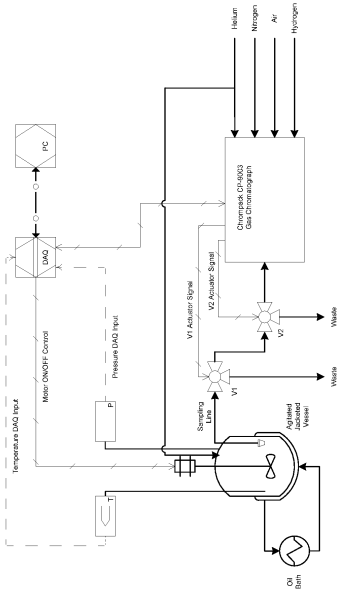 Helium
Nitrogen
Air
Hydrogen
PC
DAQ
Chrompack CP-9003
Gas Chromatograph
V1 Actuator Signal
V2 Actuator Signal
Temperature DAQ Input
Motor ON/OFF Control
Pressure DAQ Input
P
T
Sampling
Line
V1
V2
Waste
Waste
Agitated
Jacketed
Vessel
Oil
Bath